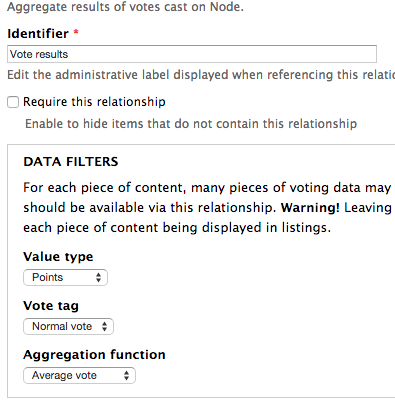 Aggregate results of votes cast on Node.
Identifier *
Vote results
Edit the administrative label displayed when referencing this
Require this relationship
Enable to hide items that do not contain this relationship
DATA FILTERS
For each piece of content, many pieces of voting data may
should be available via this relationship. Warning! Leaving
each piece of content being displayed in listings.
Value type
Points
Vote tag
Normal vote
Aggregation function
Average vote